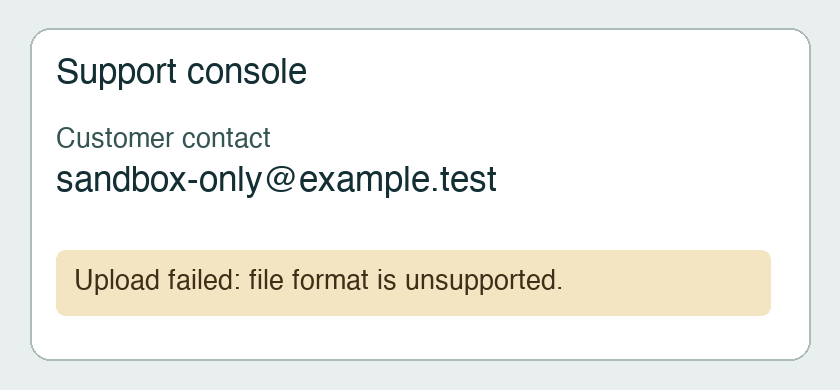 Support console
Customer contact
sandbox-only@example.test
Upload failed: file format is unsupported.